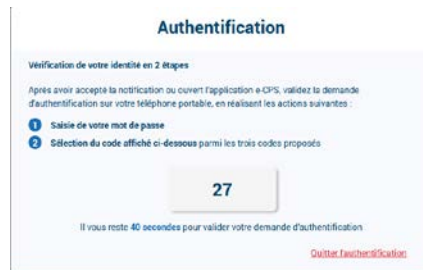 Authentification
Vérification de votre identité en 2 étapes
Après avoir accepté la notification ou ouvert l'application e-CPS, validez la demande
d'authentification sur votre téléphone portable, en réalisant les actions suivantes :
1 Saisie de votre mot de passe
2 Sélection du code affiché ci-dessous parmi les trois codes proposés
27
Il vous reste 40 secondes pour valider votre demande d'authentification
Quitter l'authentification